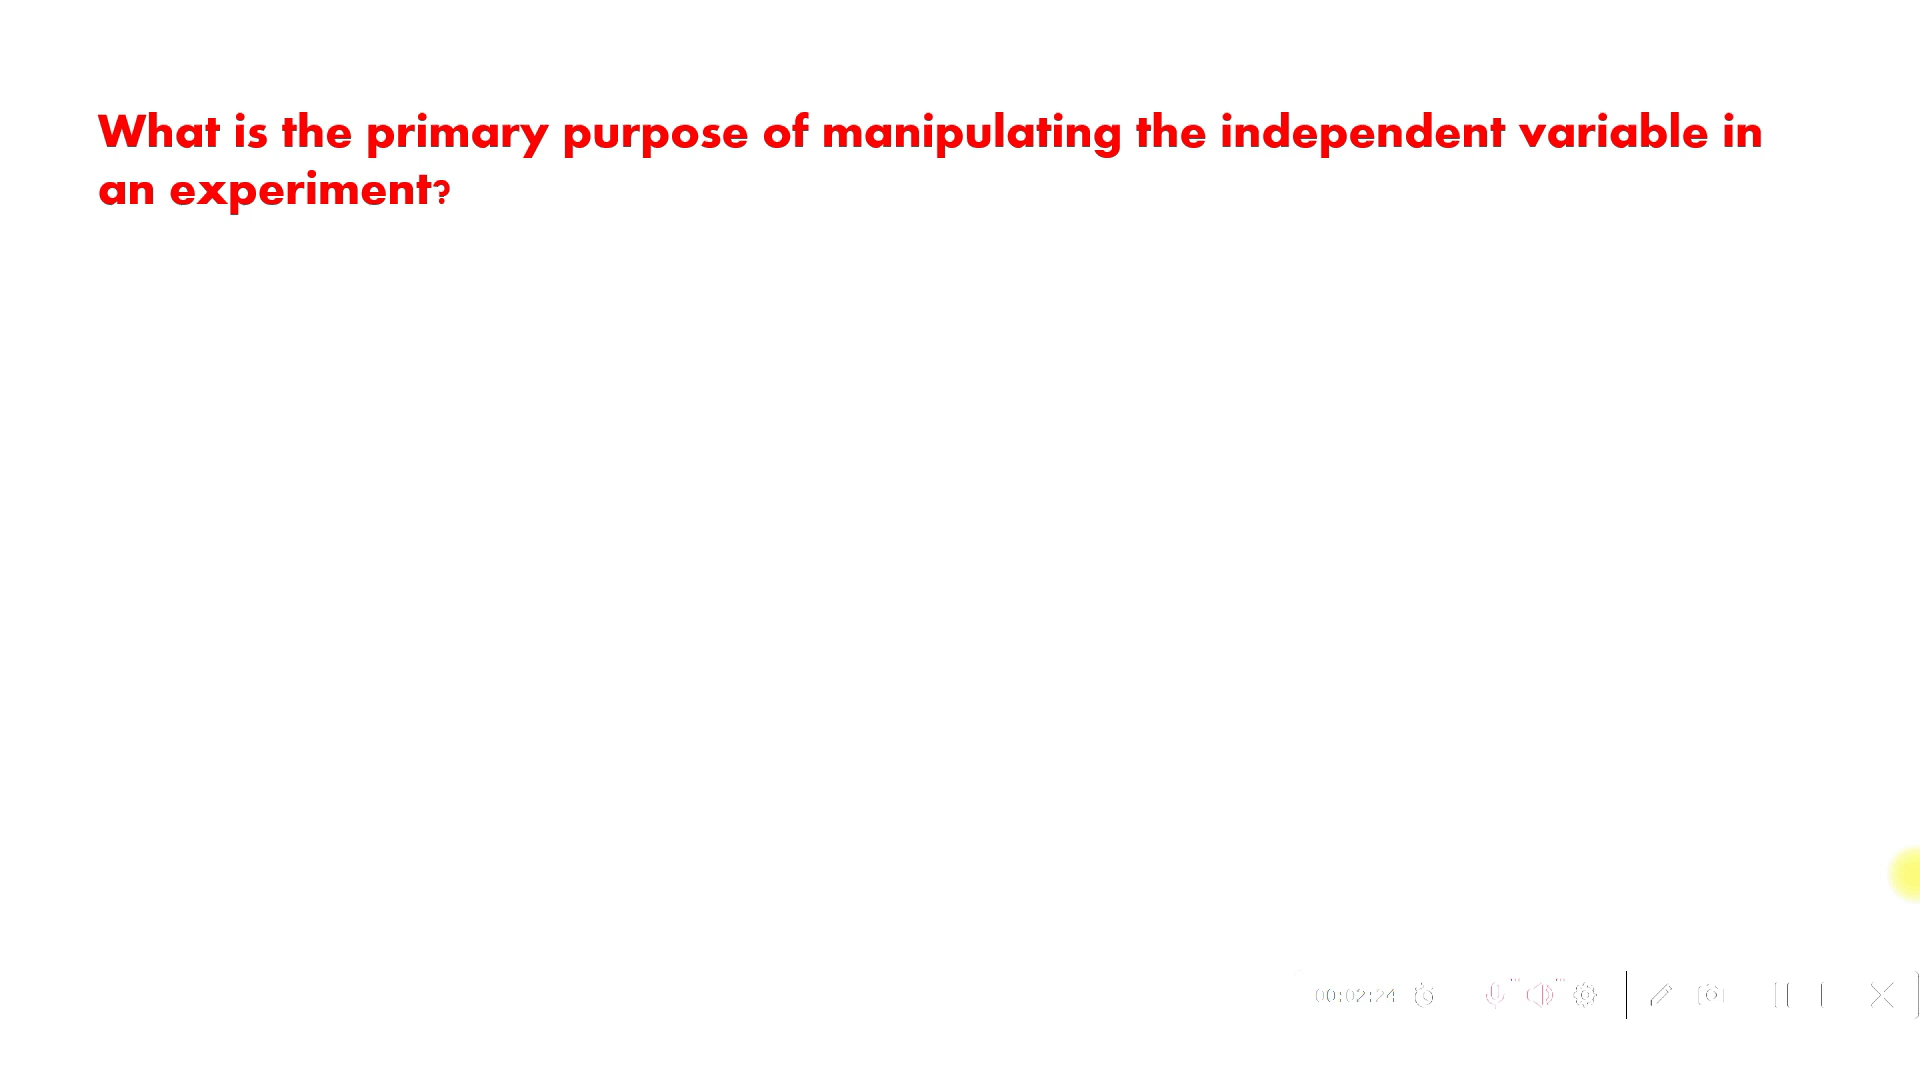 What is the primary purpose of manipulating the independent variable in
an experiment?
00:02:24